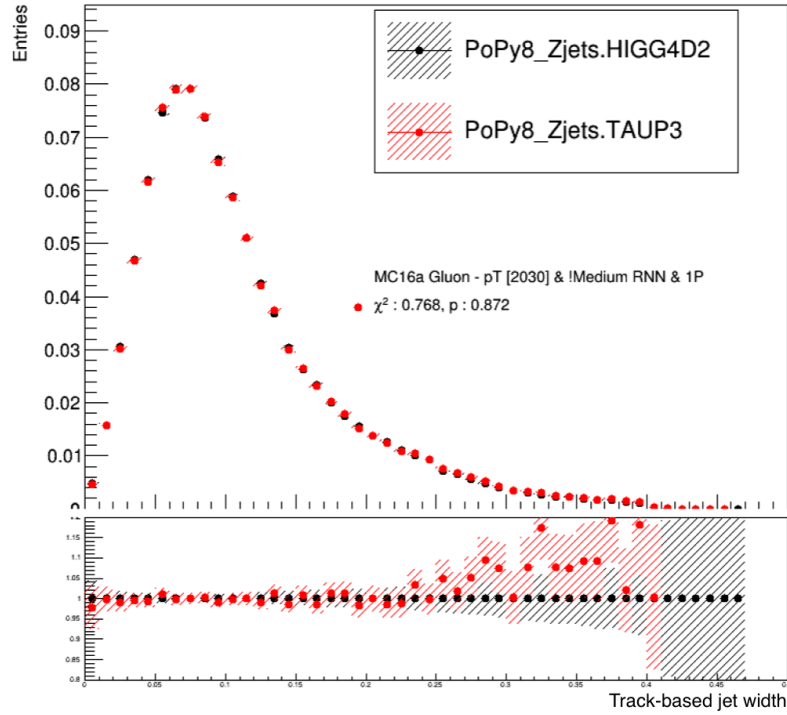 Entries
PoPy8_Zjets.HIGG4D2
PoPy8_Zjets.TAUP3
MC16a Gluon - pT [2030] & !Medium RNN & 1P
χ² : 0.768, p : 0.872
0.09
0.08
0.07
0.06
0.05
0.04
0.03
0.02
0.01
0
1.15
1.1
1.05
1
0.95
0.9
0.85
0.8
0 0.05 0.1 0.15 0.2 0.25 0.3 0.35 0.4 0.45
Track-based jet width